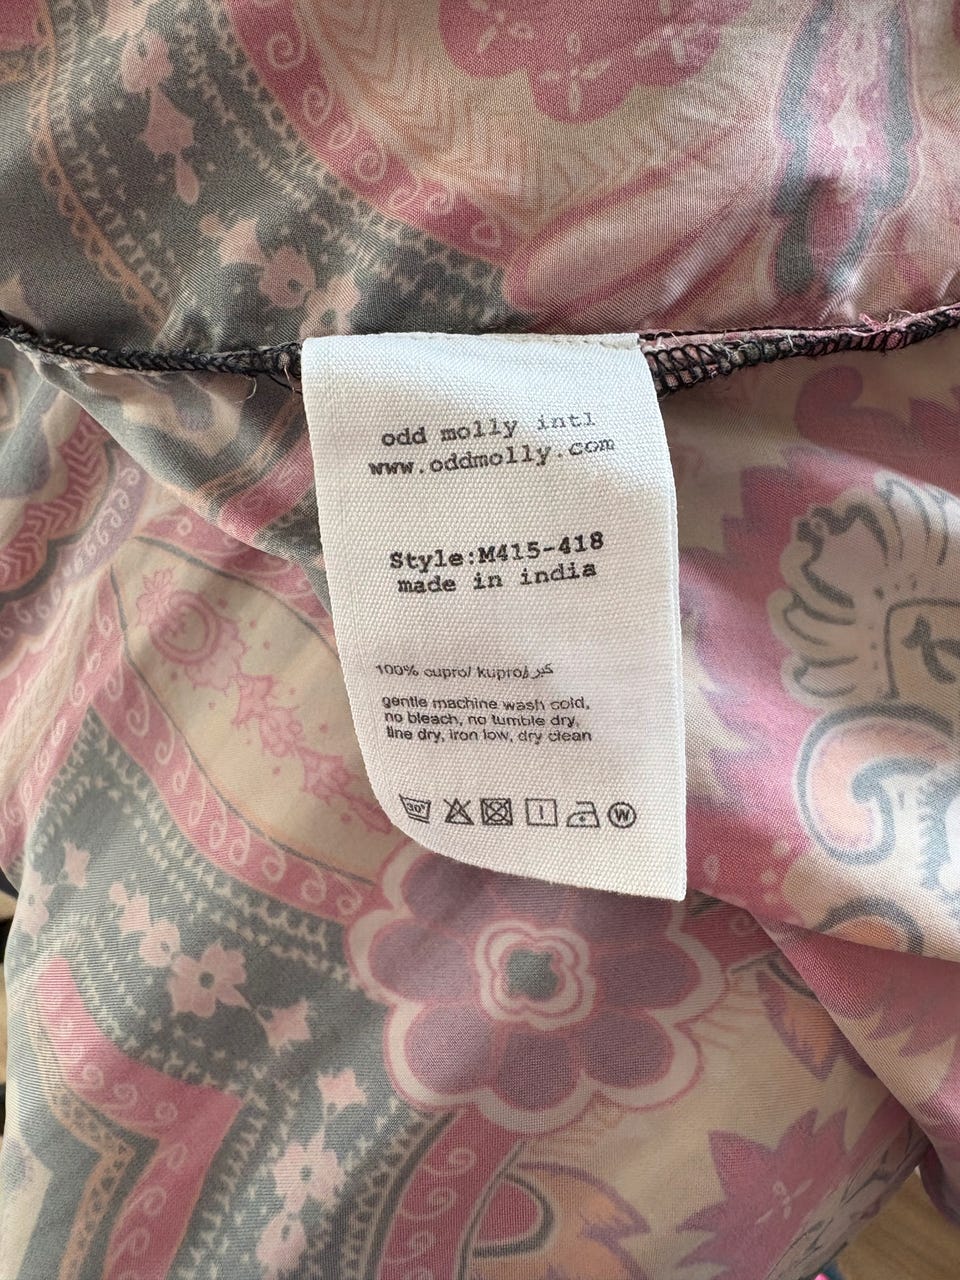 odd molly intl
www.oddmolly.com
Style:M415-418
made in india
100% cupro/ kupro/
gentle machine wash cold,
no bleach, no tumble dry,
line dry, iron low, dry clean
30°
W